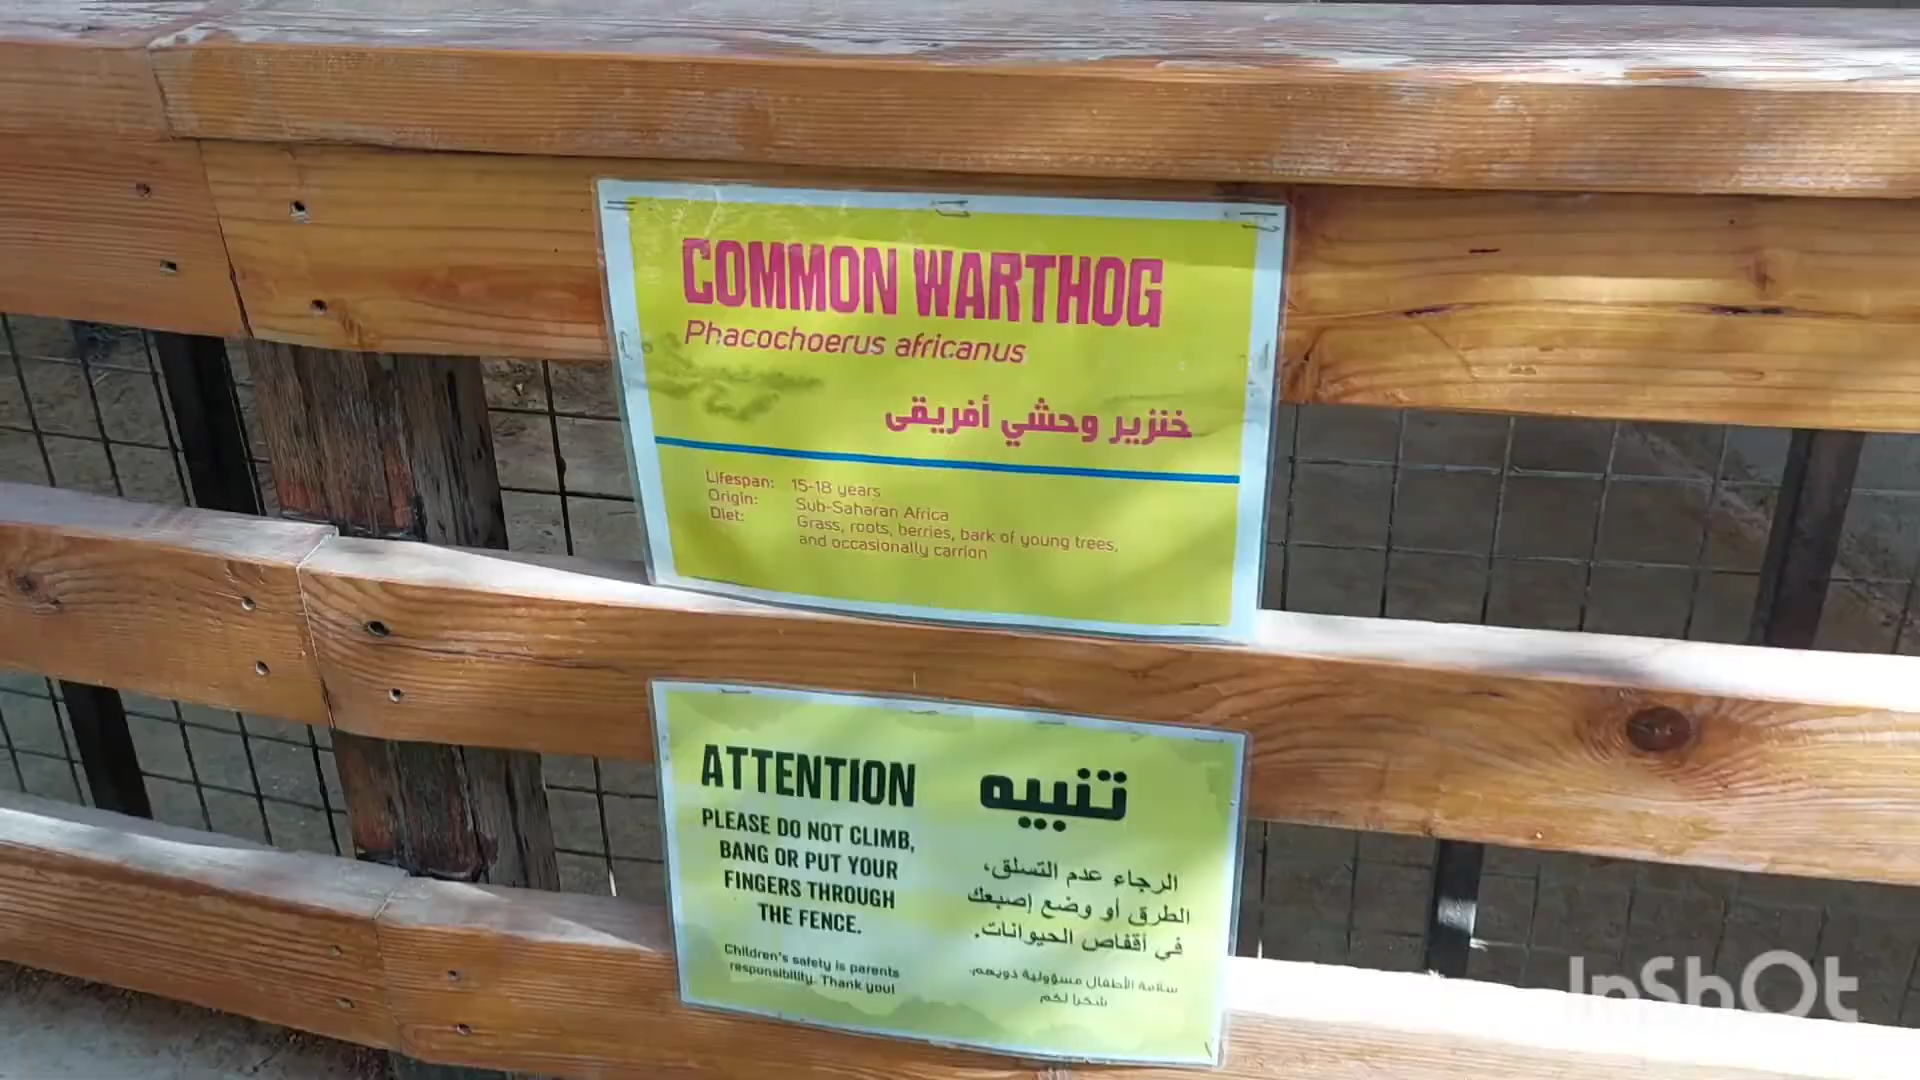 COMMON WARTHOG
Phacochoerus africanus
خنزير وحشي أفريقى
Lifespan: 15-18 years
Origin: Sub-Saharan Africa
Diet: Grass, roots, berries, bark of young trees,
and occasionally carrion
ATTENTION
PLEASE DO NOT CLIMB,
BANG OR PUT YOUR
FINGERS THROUGH
THE FENCE.
Children's safety is parents
responsibility. Thank you!
تنبيه
الرجاء عدم التسلق،
الطرق أو وضع إصبعك
في أقفاص الحيوانات.
سلامة الأطفال مسؤولية ذويهم.
شكرا لكم
InShOt